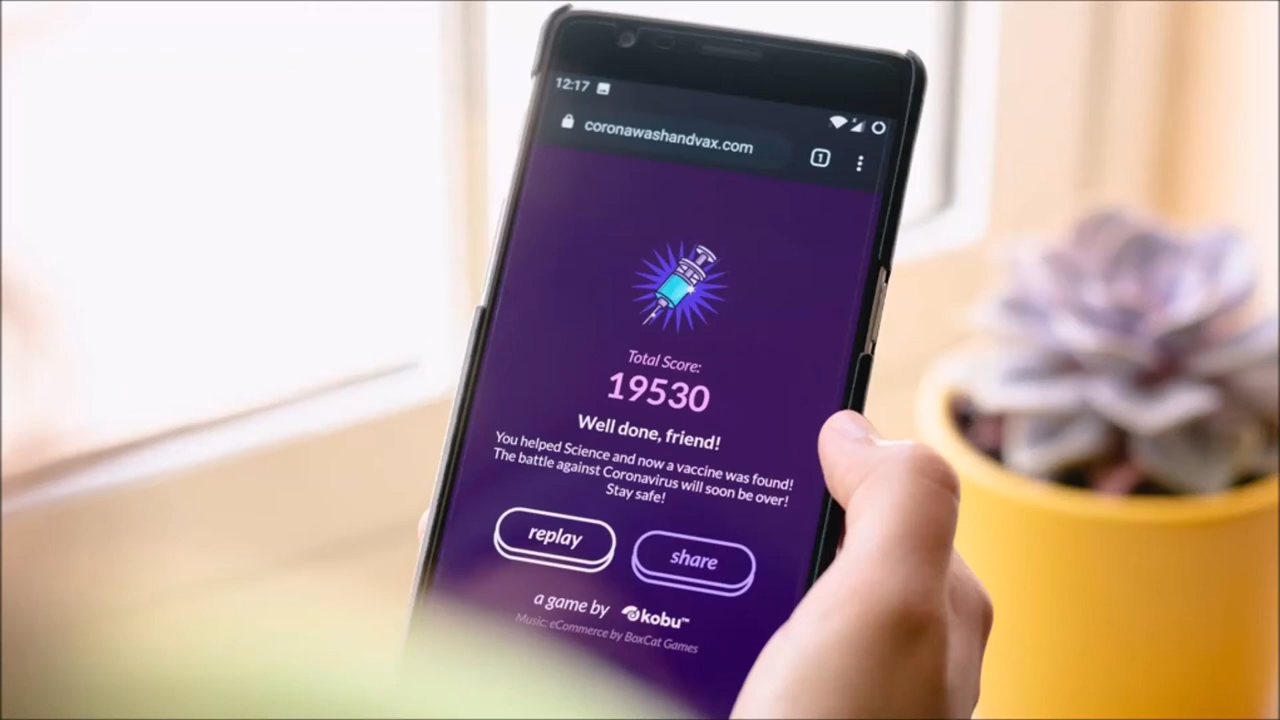 12:17
coronawashandvax.com
1
Total Score:
19530
Well done, friend!
You helped Science and now a vaccine was found!
The battle against Coronavirus will soon be over!
Stay safe!
replay
share
a game by kobu™
Music: eCommerce by BoxCat Games